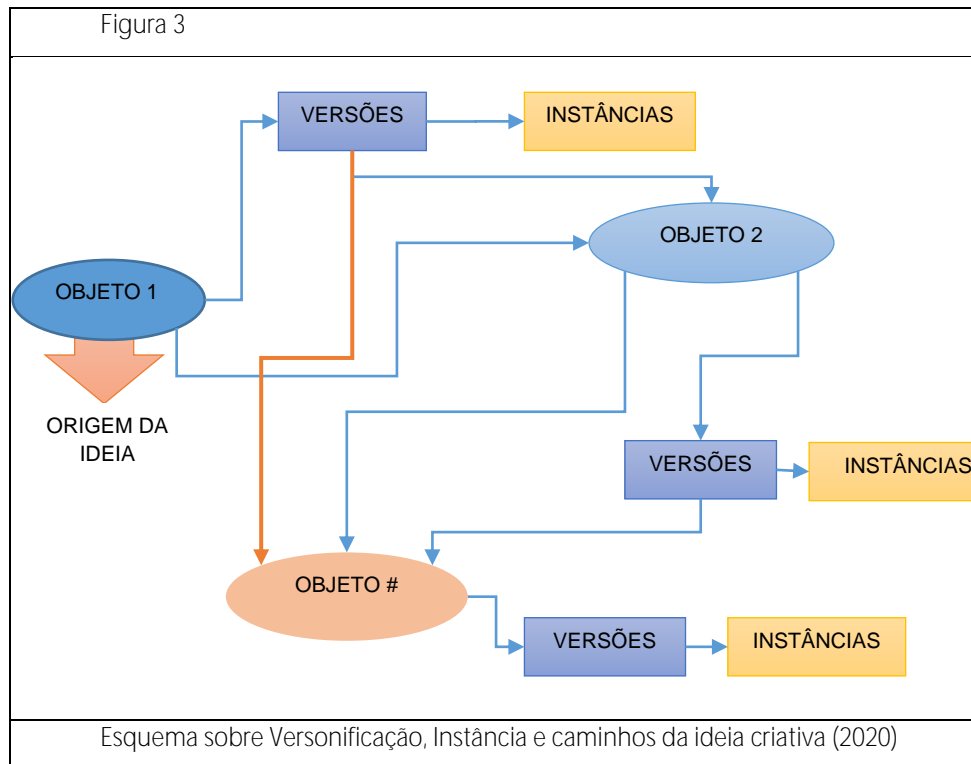 Figura 3
VERSÕES
INSTÂNCIAS
OBJETO 2
OBJETO 1
ORIGEM DA
IDEIA
VERSÕES
INSTÂNCIAS
OBJETO #
VERSÕES
INSTÂNCIAS
Esquema sobre Versonificação, Instância e caminhos da ideia criativa (2020)